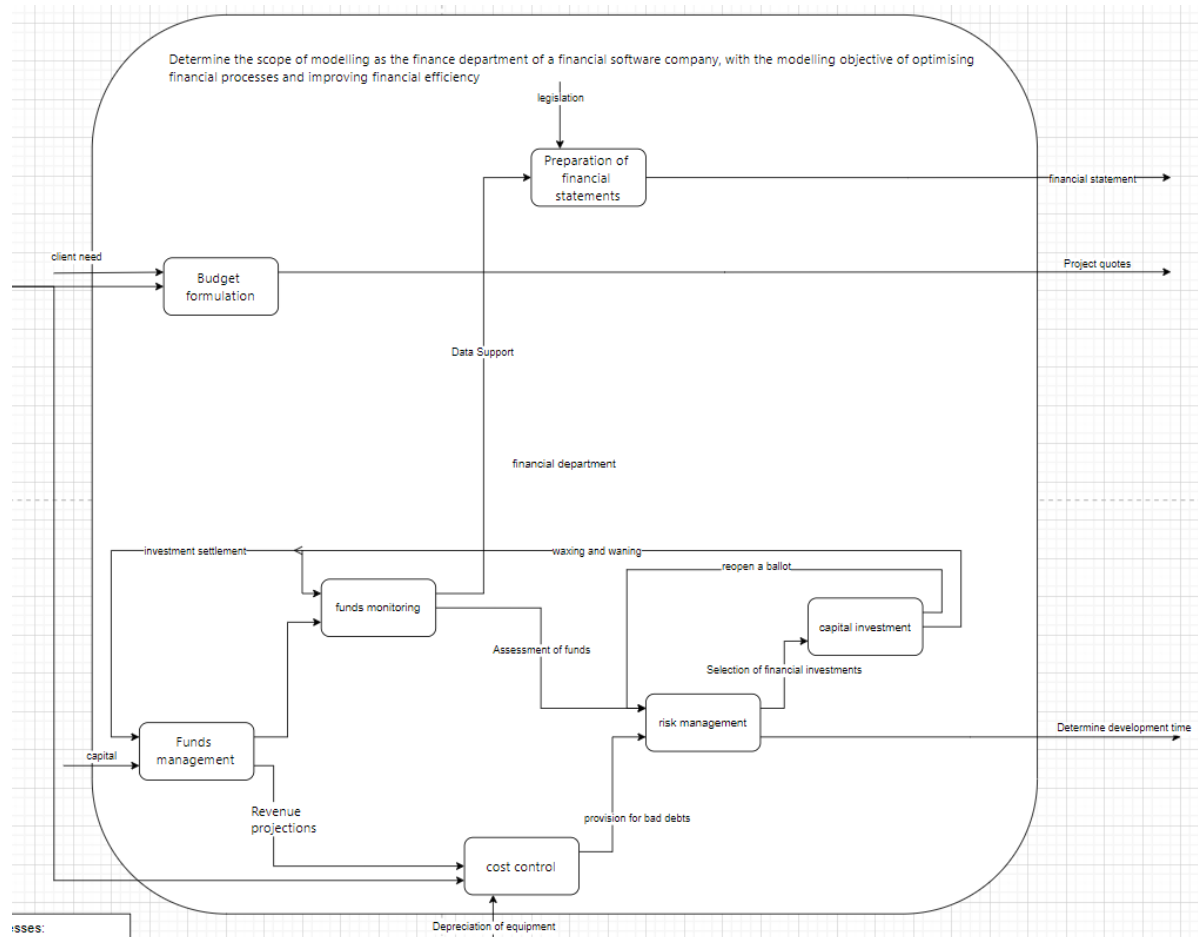 Determine the scope of modelling as the finance department of a financial software company, with the modelling objective of optimising
financial processes and improving financial efficiency
legislation
Preparation of
financial
statements
financial statement
client need
Budget
formulation
Project quotes
Data Support
financial department
investment settlement
waxing and waning
reopen a ballot
funds monitoring
capital investment
Assessment of funds
Selection of financial investments
risk management
Funds
management
capital
Determine development time
Revenue
projections
provision for bad debts
cost control
Depreciation of equipment
sses: